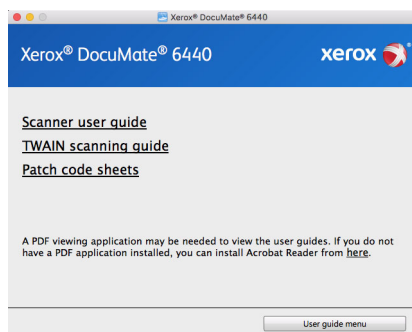 Xerox® DocuMate® 6440
Xerox® DocuMate® 6440
xerox
Scanner user guide
TWAIN scanning guide
Patch code sheets
A PDF viewing application may be needed to view the user guides. If you do not
have a PDF application installed, you can install Acrobat Reader from here.
User guide menu